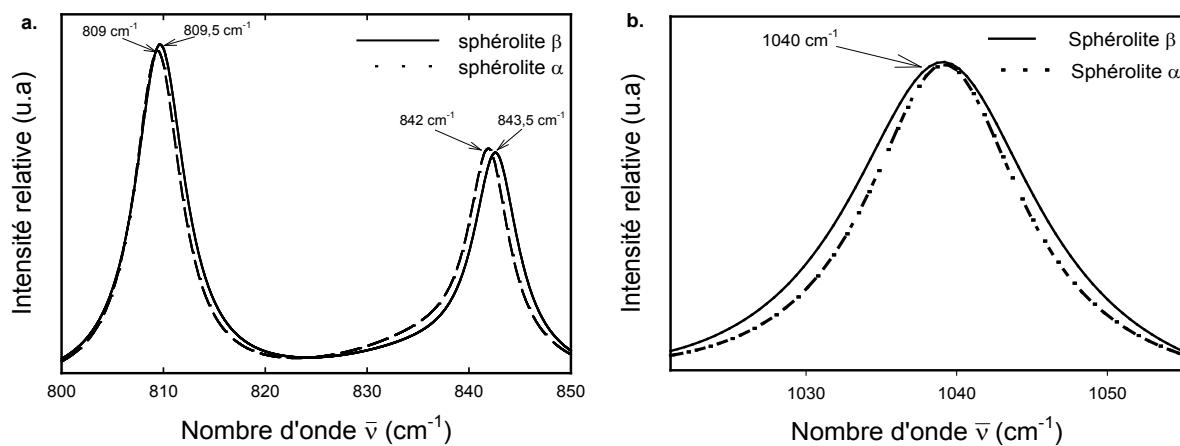 a.
809 cm-1
809,5 cm-1
sphérolite β
sphérolite α
842 cm-1
843,5 cm-1
Intensité relative (u.a)
800 810 820 830 840 850
Nombre d'onde ν̅ (cm-1)
b.
1040 cm-1
Sphérolite β
Sphérolite α
Intensité relative (u.a)
1030 1040 1050
Nombre d'onde ν̅ (cm-1)